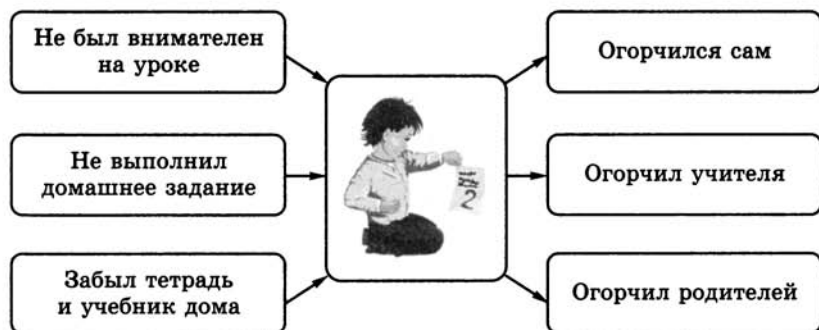 Не был внимателен
на уроке
Не выполнил
домашнее задание
Забыл тетрадь
и учебник дома
2
Огорчился сам
Огорчил учителя
Огорчил родителей